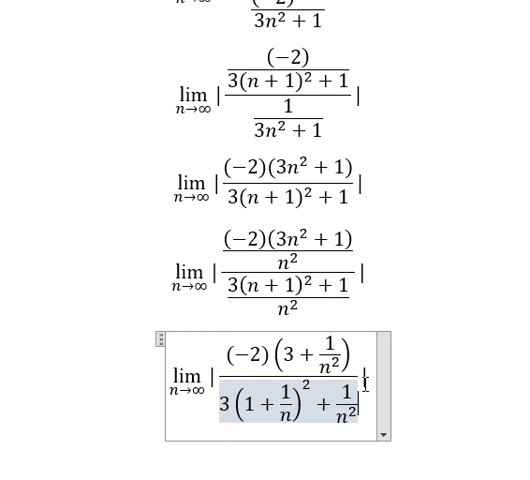 lim n→∞ (-2) / 3n² + 1
lim n→∞ | ((-2) / (3(n + 1)² + 1)) / (1 / (3n² + 1)) |
lim n→∞ | (-2)(3n² + 1) / (3(n + 1)² + 1) |
lim n→∞ | ((-2)(3n² + 1) / n²) / ((3(n + 1)² + 1) / n²) |
lim n→∞ | (-2)(3 + 1/n²) / (3(1 + 1/n)² + 1/n²) |